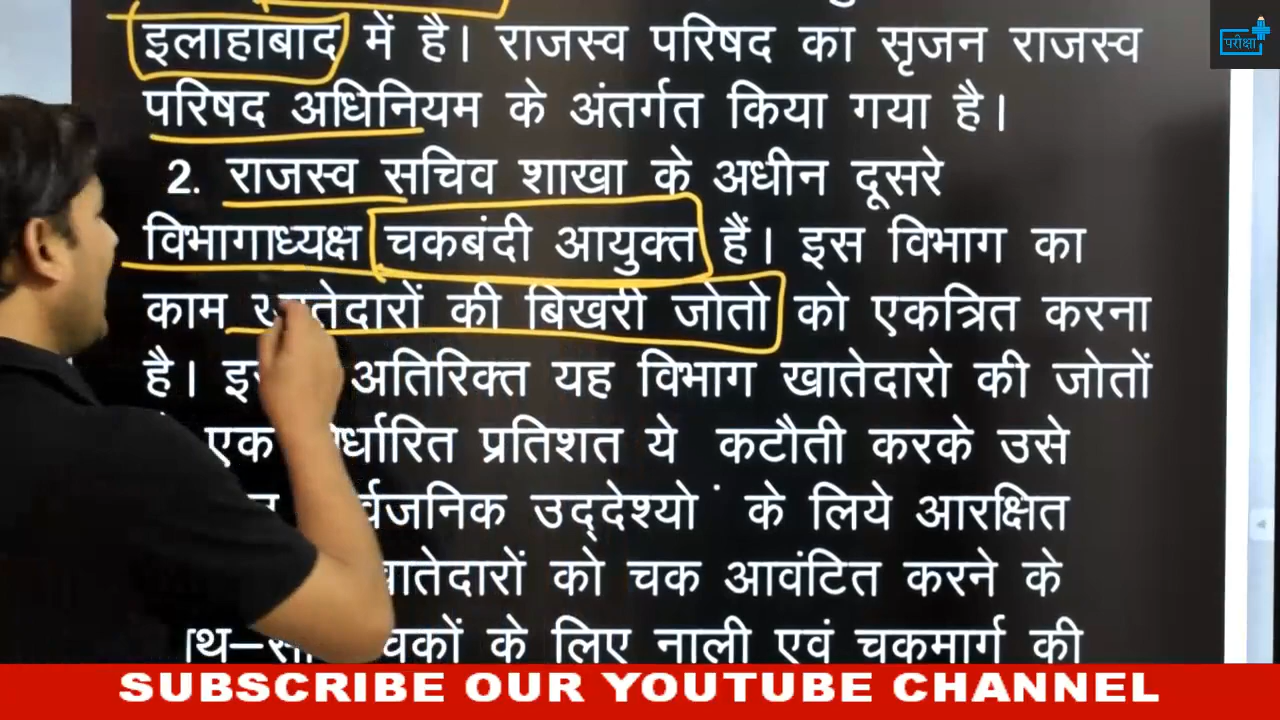 इलाहाबाद में है। राजस्व परिषद का सृजन राजस्व
परिषद अधिनियम के अंतर्गत किया गया है।
2. राजस्व सचिव शाखा के अधीन दूसरे
विभागाध्यक्ष चकबंदी आयुक्त हैं। इस विभाग का
काम खातेदारों की बिखरी जोतो को एकत्रित करना
है। अतिरिक्त यह विभाग खातेदारो की जोतों
एक प्रतिशत ये कटौती करके उसे
उद्देश्यो के लिये आरक्षित
को चक आवंटित करने के
चकों के लिए नाली एवं चकमार्ग की
परीक्षा
SUBSCRIBE OUR YOUTUBE CHANNEL